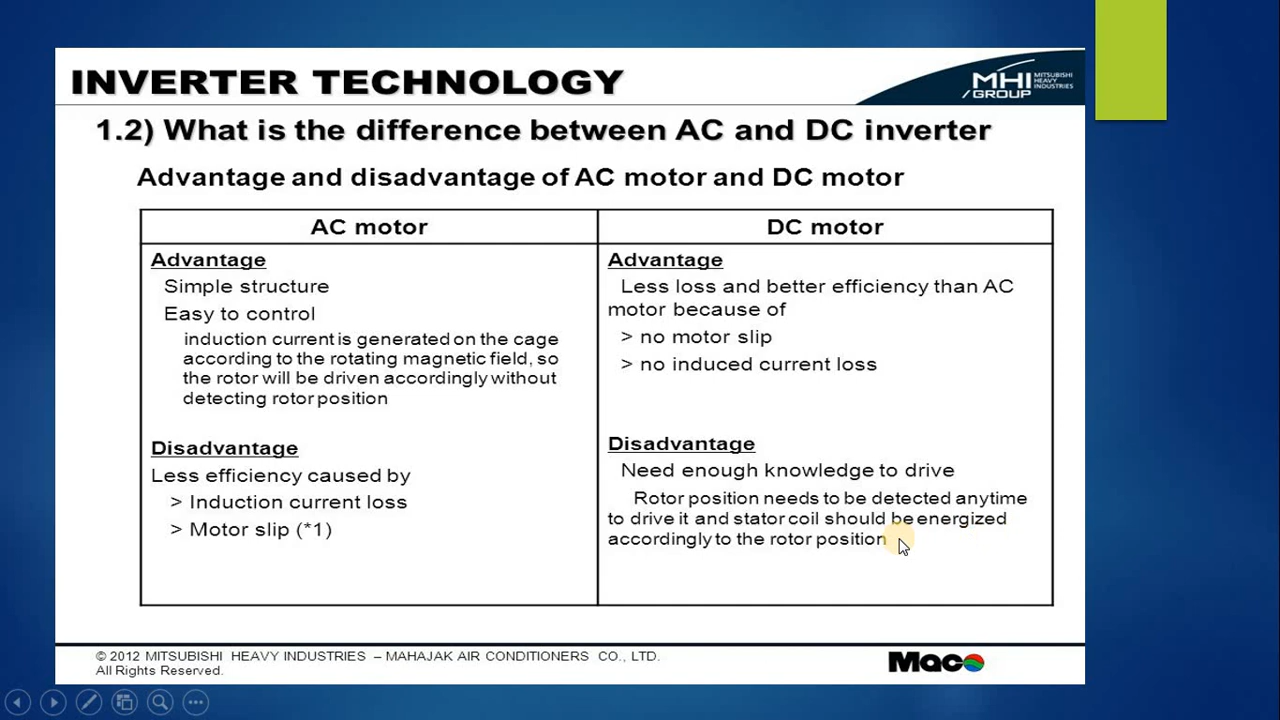 INVERTER TECHNOLOGY
MHI GROUP
MITSUBISHI
HEAVY
INDUSTRIES
1.2) What is the difference between AC and DC inverter
Advantage and disadvantage of AC motor and DC motor
AC motor
Advantage
Simple structure
Easy to control
induction current is generated on the cage
according to the rotating magnetic field, so
the rotor will be driven accordingly without
detecting rotor position
Disadvantage
Less efficiency caused by
> Induction current loss
> Motor slip (*1)
DC motor
Advantage
Less loss and better efficiency than AC
motor because of
> no motor slip
> no induced current loss
Disadvantage
Need enough knowledge to drive
Rotor position needs to be detected anytime
to drive it and stator coil should be energized
accordingly to the rotor position
© 2012 MITSUBISHI HEAVY INDUSTRIES – MAHAJAK AIR CONDITIONERS CO., LTD.
All Rights Reserved.
Maco